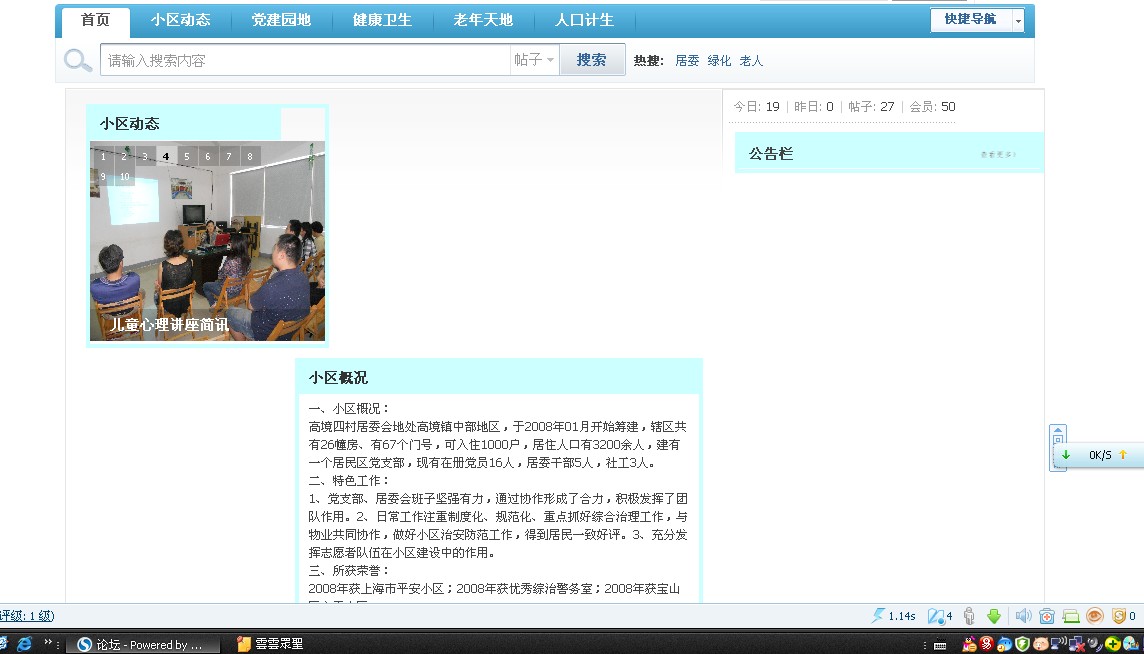 首页 小区动态 党建园地 健康卫生 老年天地 人口计生 快捷导航
请输入搜索内容 帖子 搜索 热搜： 居委 绿化 老人
今日: 19 | 昨日: 0 | 帖子: 27 | 会员: 50
小区动态
公告栏 查看更多>
1 2 3 4 5 6 7 8
9 10
儿童心理讲座简讯
小区概况
一、小区概况：
高境四村居委会地处高境镇中部地区，于2008年01月开始筹建，辖区共
有26幢房、有67个门号，可入住1000户，居住人口有3200余人，建有
一个居民区党支部，现有在册党员16人，居委干部5人，社工3人。
二、特色工作：
1、党支部、居委会班子坚强有力，通过协作形成了合力，积极发挥了团
队作用。2、日常工作注重制度化、规范化、重点抓好综合治理工作，与
物业共同协作，做好小区治安防范工作，得到居民一致好评。3、充分发
挥志愿者队伍在小区建设中的作用。
三、所获荣誉：
2008年获上海市平安小区；2008年获优秀综治警务室；2008年获宝山
0K/S
评级: 1 级) 1.14s 4 0
论坛 - Powered by ...